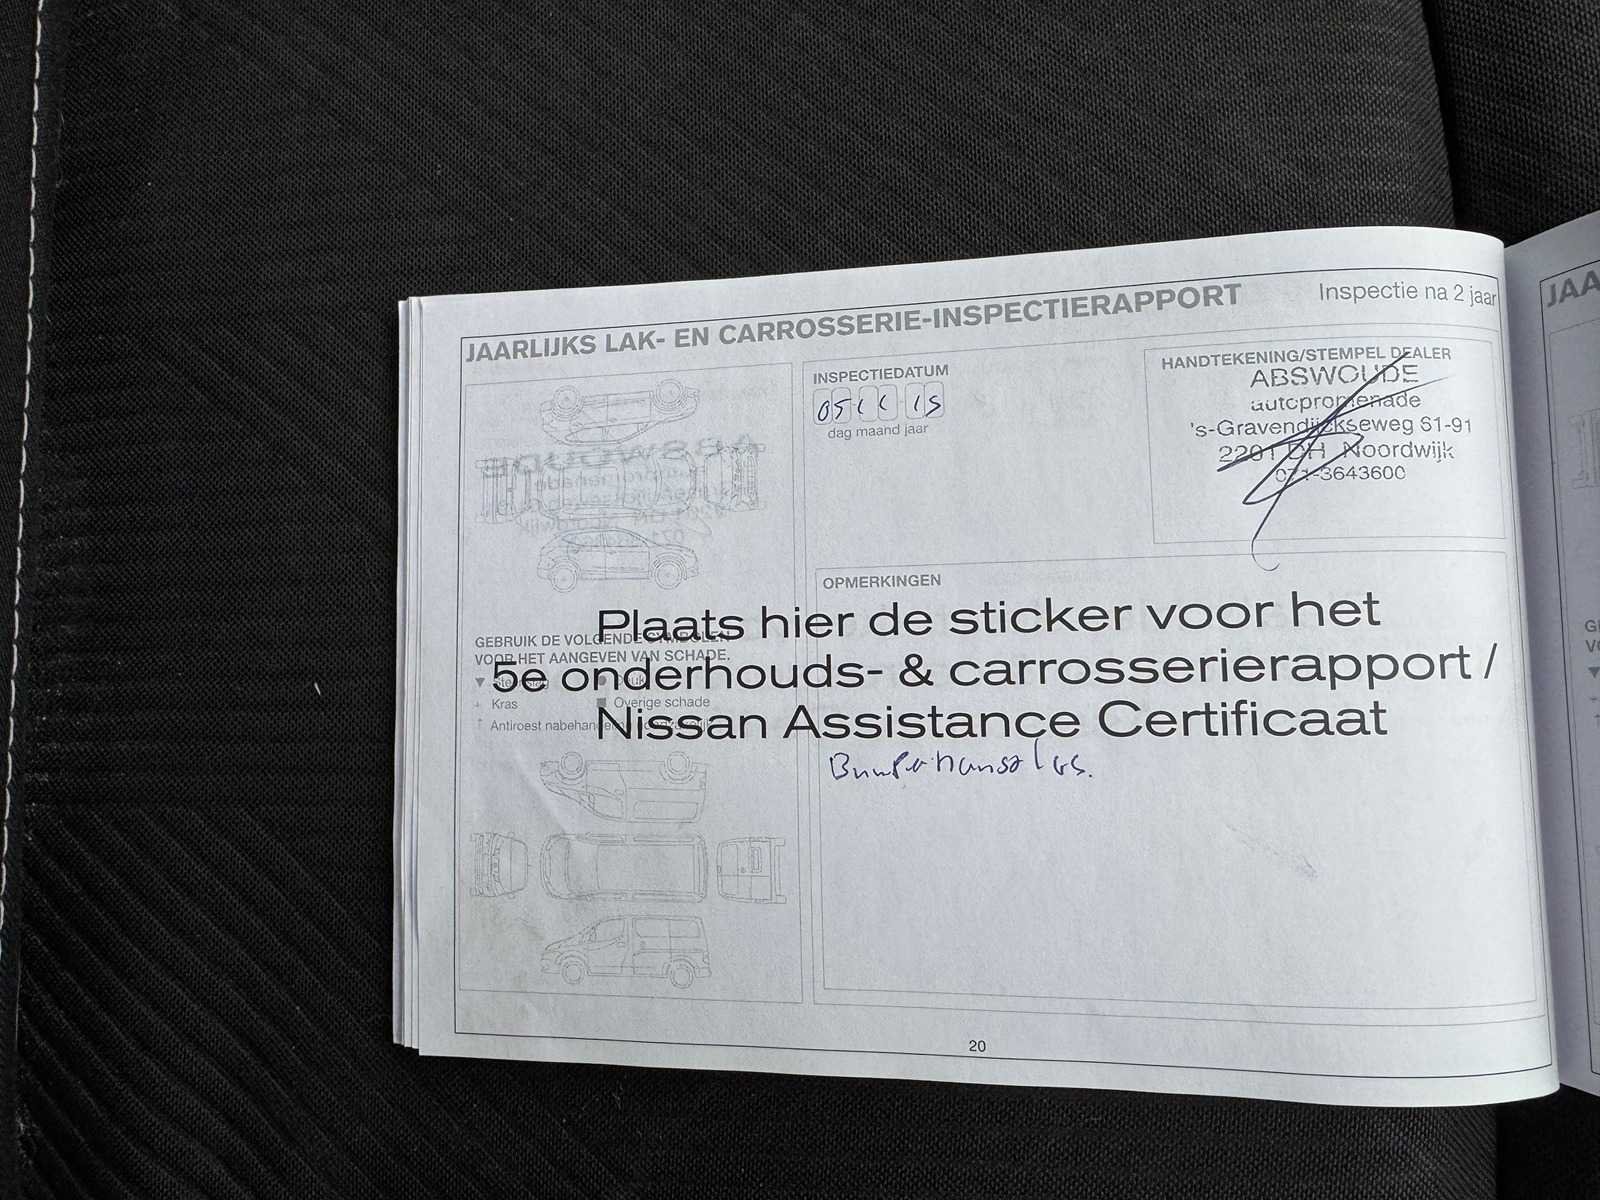 JAARLIJKS LAK- EN CARROSSERIE-INSPECTIERAPPORT
Inspectie na 2 jaar
INSPECTIEDATUM
dag maand jaar
HANDTEKENING/STEMPEL DEALER
ABSWOUDE
autopromenade
's-Gravendijckseweg 61-91
2201 DH Noordwijk
071-3643600
OPMERKINGEN
Plaats hier de sticker voor het
5e onderhouds- & carrosserierapport /
Nissan Assistance Certificaat
GEBRUIK DE VOLGENDE SYMBOLEN
VOOR HET AANGEVEN VAN SCHADE.
+ Kras
Overige schade
Antiroest
20
JAA